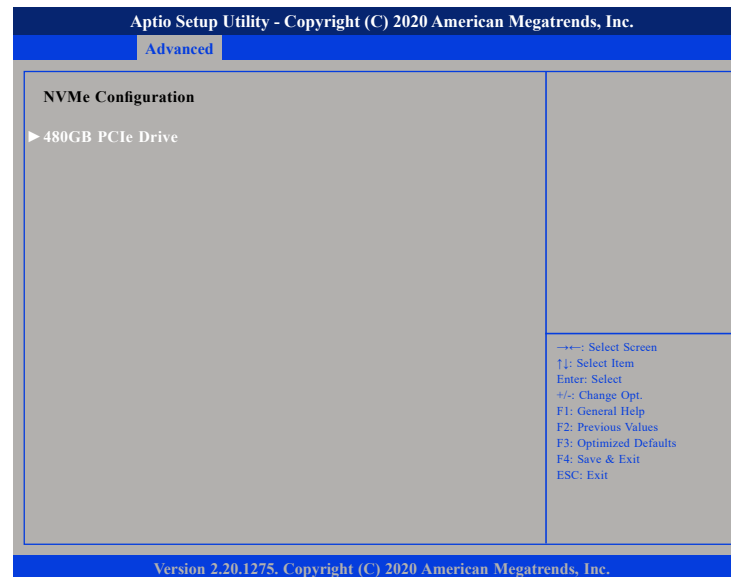 Aptio Setup Utility - Copyright (C) 2020 American Megatrends, Inc.
Advanced
NVMe Configuration
►480GB PCIe Drive
→←: Select Screen
↑↓: Select Item
Enter: Select
+/-: Change Opt.
F1: General Help
F2: Previous Values
F3: Optimized Defaults
F4: Save & Exit
ESC: Exit
Version 2.20.1275. Copyright (C) 2020 American Megatrends, Inc.